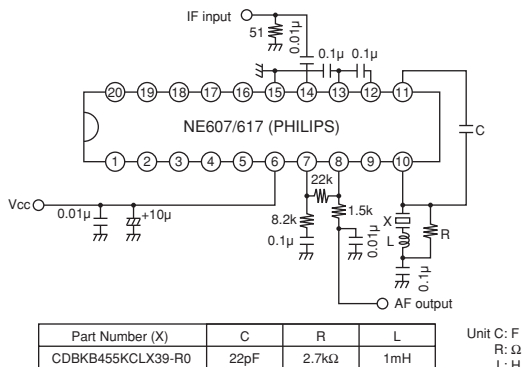 IF input
51
0.01μ
0.1μ 0.1μ
20 19 18 17 16 15 14 13 12 11
NE607/617 (PHILIPS)
C
1 2 3 4 5 6 7 8 9 10
22k
Vcc
0.01μ
+10μ
8.2k
0.1μ
1.5k
0.01μ
X
L
R
0.1μ
AF output
Part Number (X) C R L
CDBKB455KCLX39-R0 22pF 2.7kΩ 1mH
Unit C: F
R: Ω
L: H